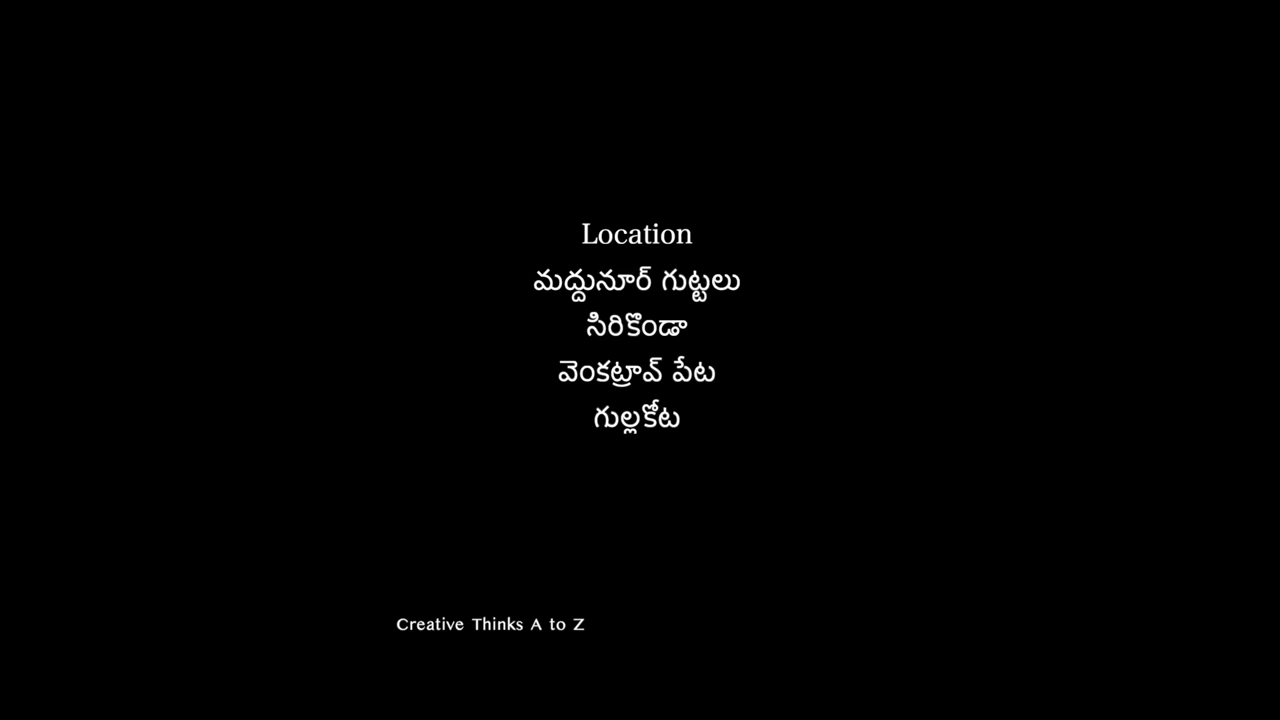 Location
మద్దునూర్ గుట్టలు
సిరికొండా
వెంకట్రావ్ పేట
గుల్లకోట
Creative Thinks A to Z